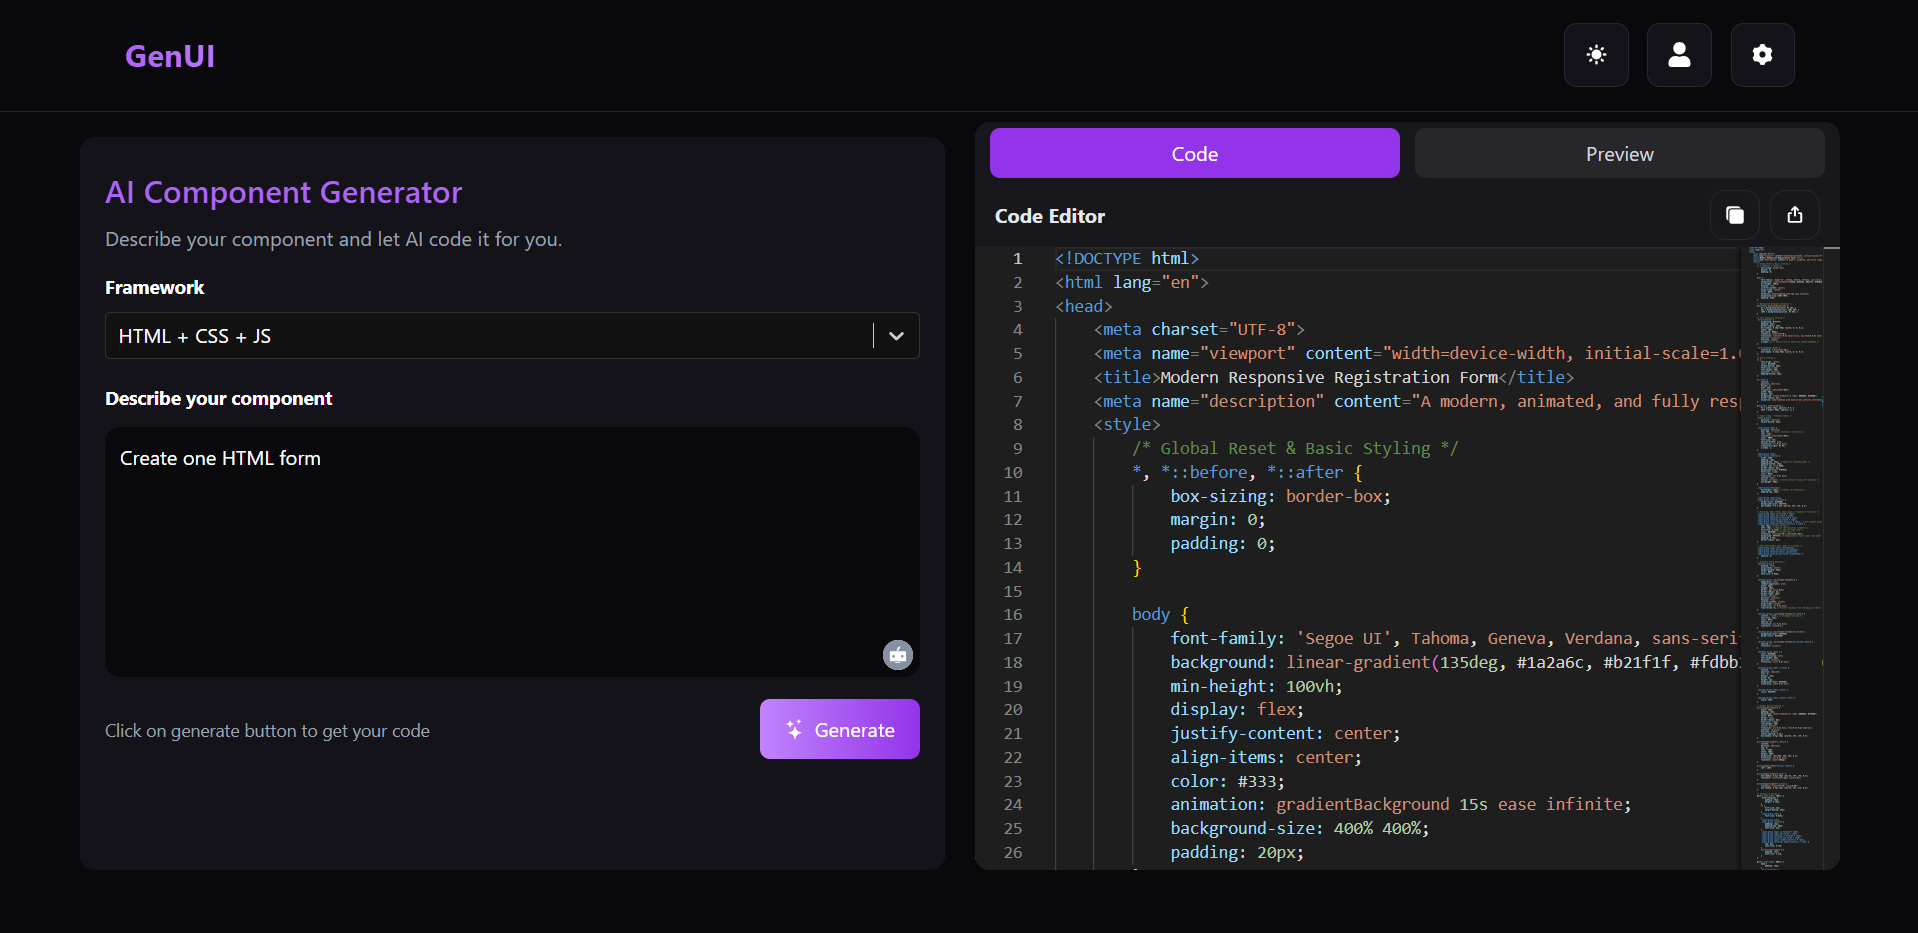 GenUI
AI Component Generator
Describe your component and let AI code it for you.
Framework
HTML + CSS + JS
Describe your component
Create one HTML form
Click on generate button to get your code
Generate
Code
Preview
Code Editor
1 <!DOCTYPE html>
2 <html lang="en">
3 <head>
4 <meta charset="UTF-8">
5 <meta name="viewport" content="width=device-width, initial-scale=1.
6 <title>Modern Responsive Registration Form</title>
7 <meta name="description" content="A modern, animated, and fully resp
8 <style>
9 /* Global Reset & Basic Styling */
10 *, *::before, *::after {
11 box-sizing: border-box;
12 margin: 0;
13 padding: 0;
14 }
15
16 body {
17 font-family: 'Segoe UI', Tahoma, Geneva, Verdana, sans-seri
18 background: linear-gradient(135deg, #1a2a6c, #b21f1f, #fdbb
19 min-height: 100vh;
20 display: flex;
21 justify-content: center;
22 align-items: center;
23 color: #333;
24 animation: gradientBackground 15s ease infinite;
25 background-size: 400% 400%;
26 padding: 20px;